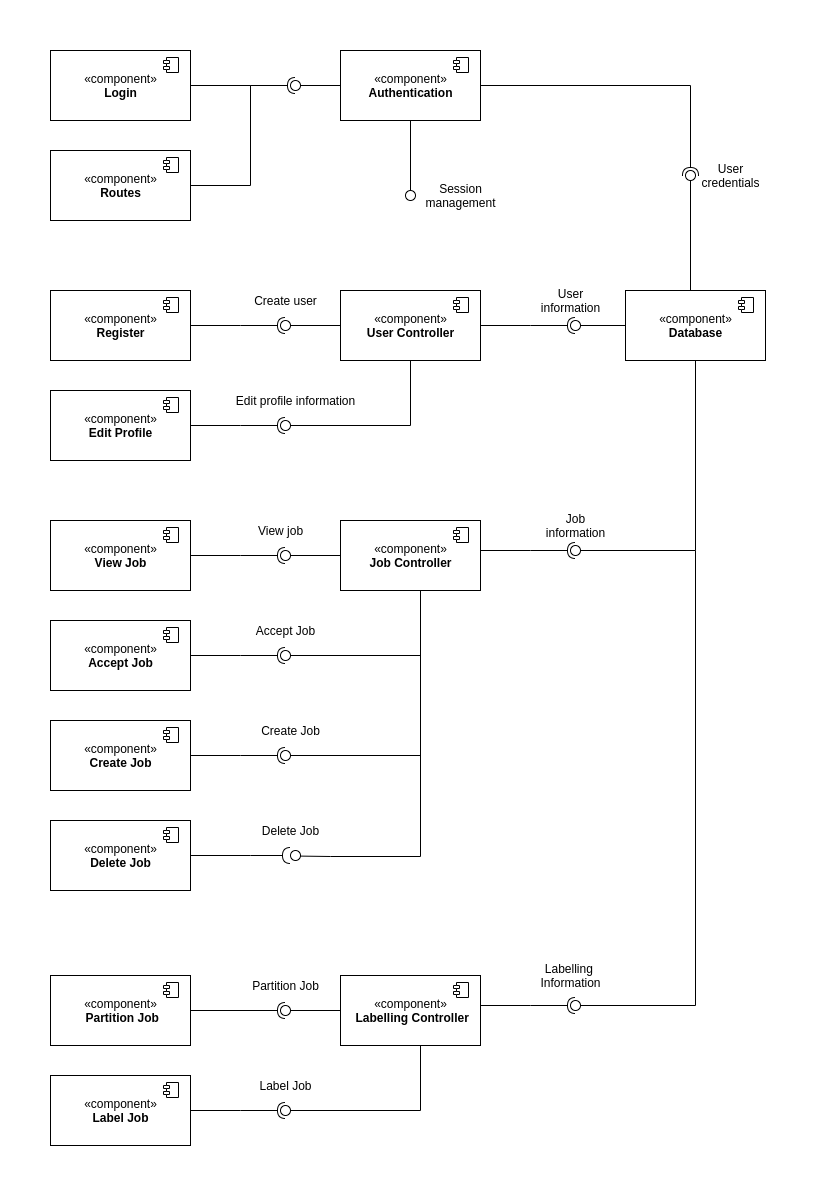 «component»
Login
«component»
Authentication
«component»
Routes
Session
management
User
credentials
«component»
Register
Create user
«component»
User Controller
User
information
«component»
Database
«component»
Edit Profile
Edit profile information
«component»
View Job
View job
«component»
Job Controller
Job
information
«component»
Accept Job
Accept Job
«component»
Create Job
Create Job
«component»
Delete Job
Delete Job
«component»
Partition Job
Partition Job
«component»
Labelling Controller
Labelling
Information
«component»
Label Job
Label Job